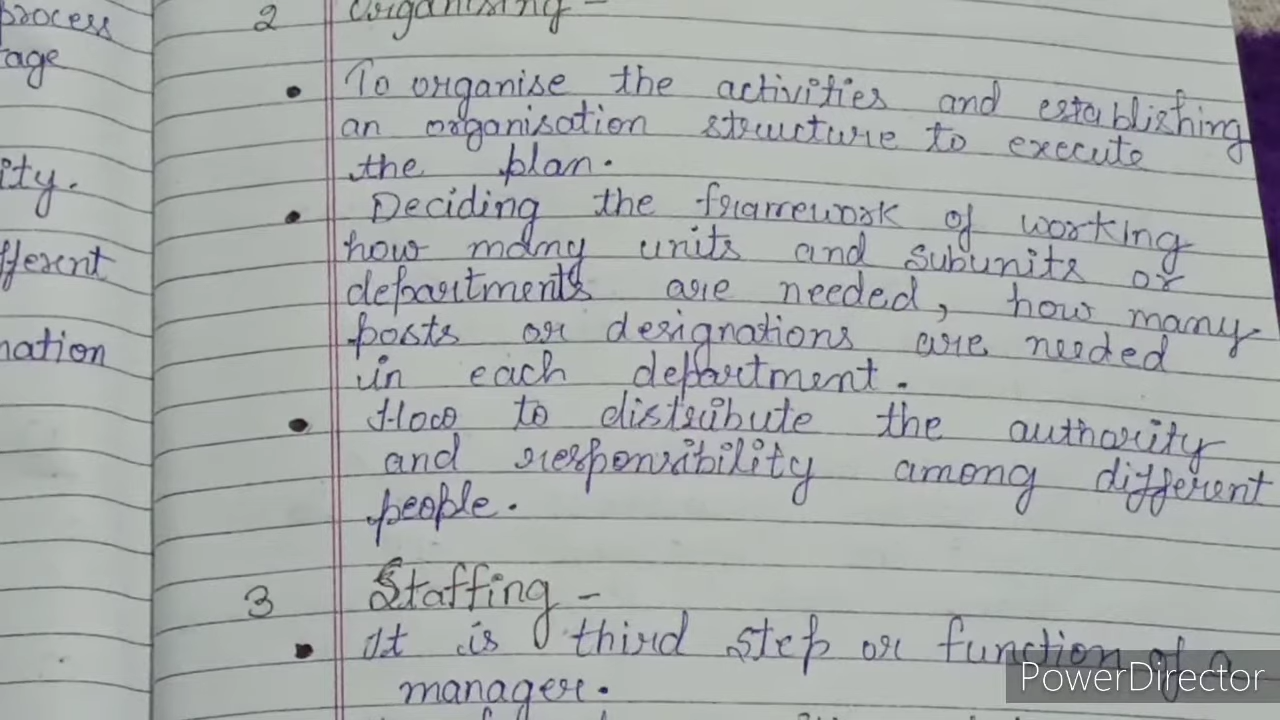 process
age
ity.
fferent
nation
2 Organising -
• To organise the activities and establishing
an organisation structure to execute
the plan.
• Deciding the framework of working
how many units and subunits or
departments are needed, how many
posts or designations are needed
in each department.
• How to distribute the authority
and responsibility among different
people.
3 Staffing -
• It is third step or function of a
manager.
PowerDirector